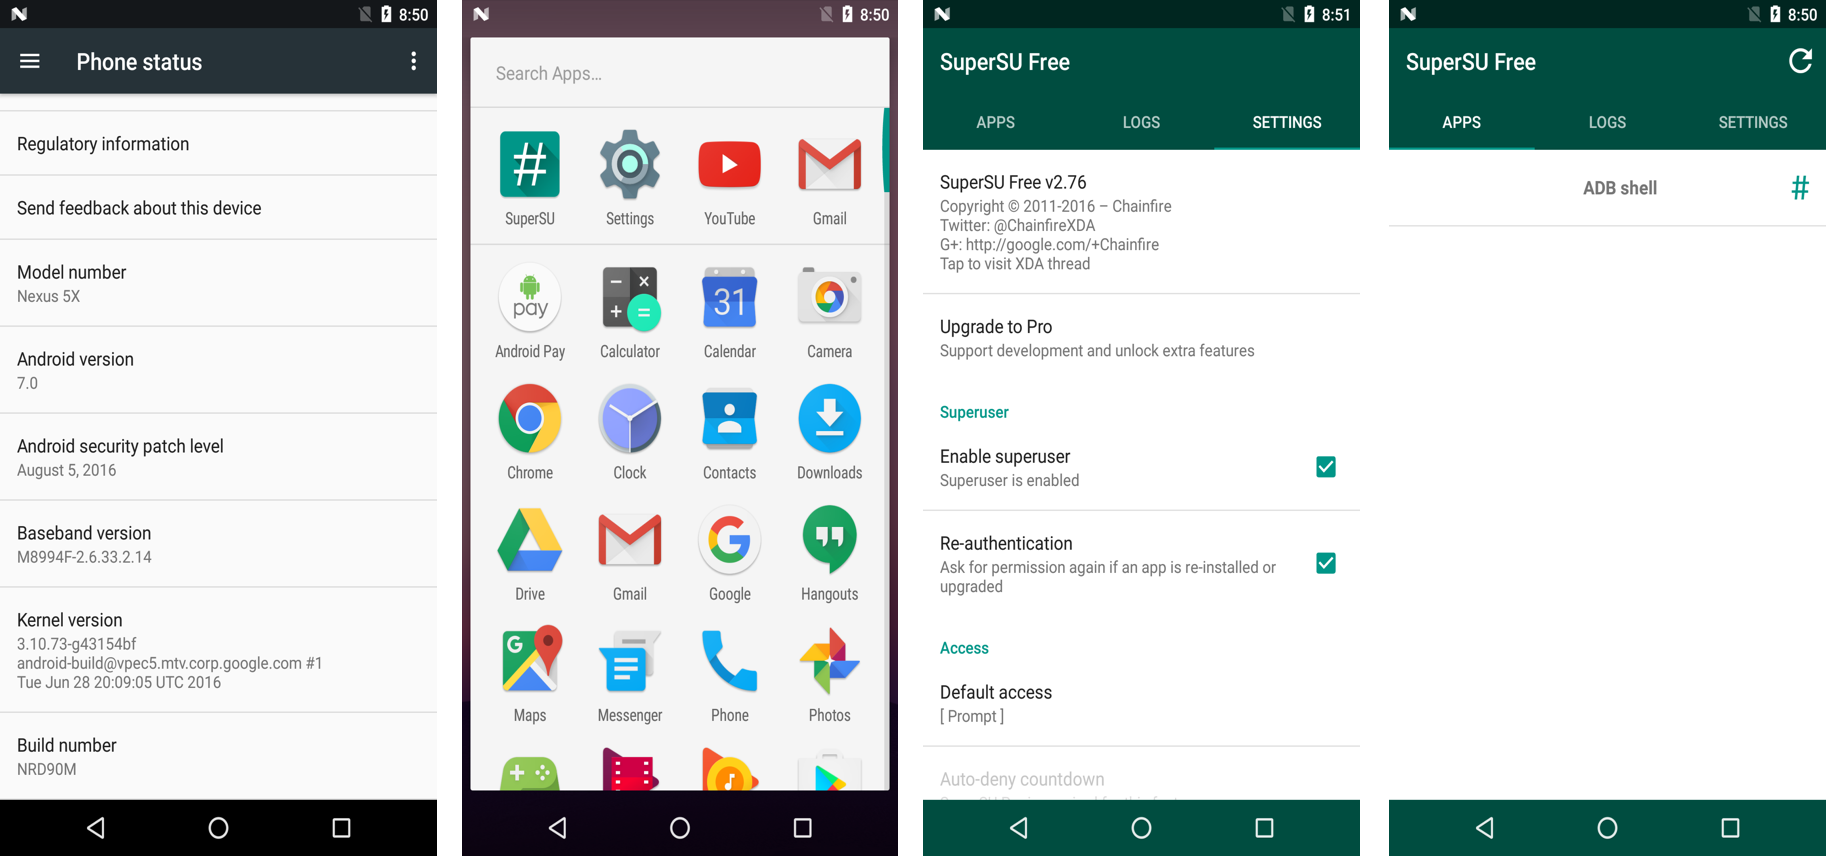 8:50
Phone status
Regulatory information
Send feedback about this device
Model number
Nexus 5X
Android version
7.0
Android security patch level
August 5, 2016
Baseband version
M8994F-2.6.33.2.14
Kernel version
3.10.73-g43154bf
android-build@vpec5.mtv.corp.google.com #1
Tue Jun 28 20:09:05 UTC 2016
Build number
NRD90M
8:50
Search Apps...
#
SuperSU
Settings
YouTube
Gmail
pay
31
Android Pay
Calculator
Calendar
Camera
Chrome
Clock
Contacts
Downloads
G
Drive
Gmail
Google
Hangouts
G
Maps
Messenger
Phone
Photos
8:51
SuperSU Free
APPS
LOGS
SETTINGS
SuperSU Free v2.76
Copyright © 2011-2016 – Chainfire
Twitter: @ChainfireXDA
G+: http://google.com/+Chainfire
Tap to visit XDA thread
Upgrade to Pro
Support development and unlock extra features
Superuser
Enable superuser
Superuser is enabled
Re-authentication
Ask for permission again if an app is re-installed or
upgraded
Access
Default access
[ Prompt ]
Auto-deny countdown
8:50
SuperSU Free
APPS
LOGS
SETTINGS
ADB shell
#